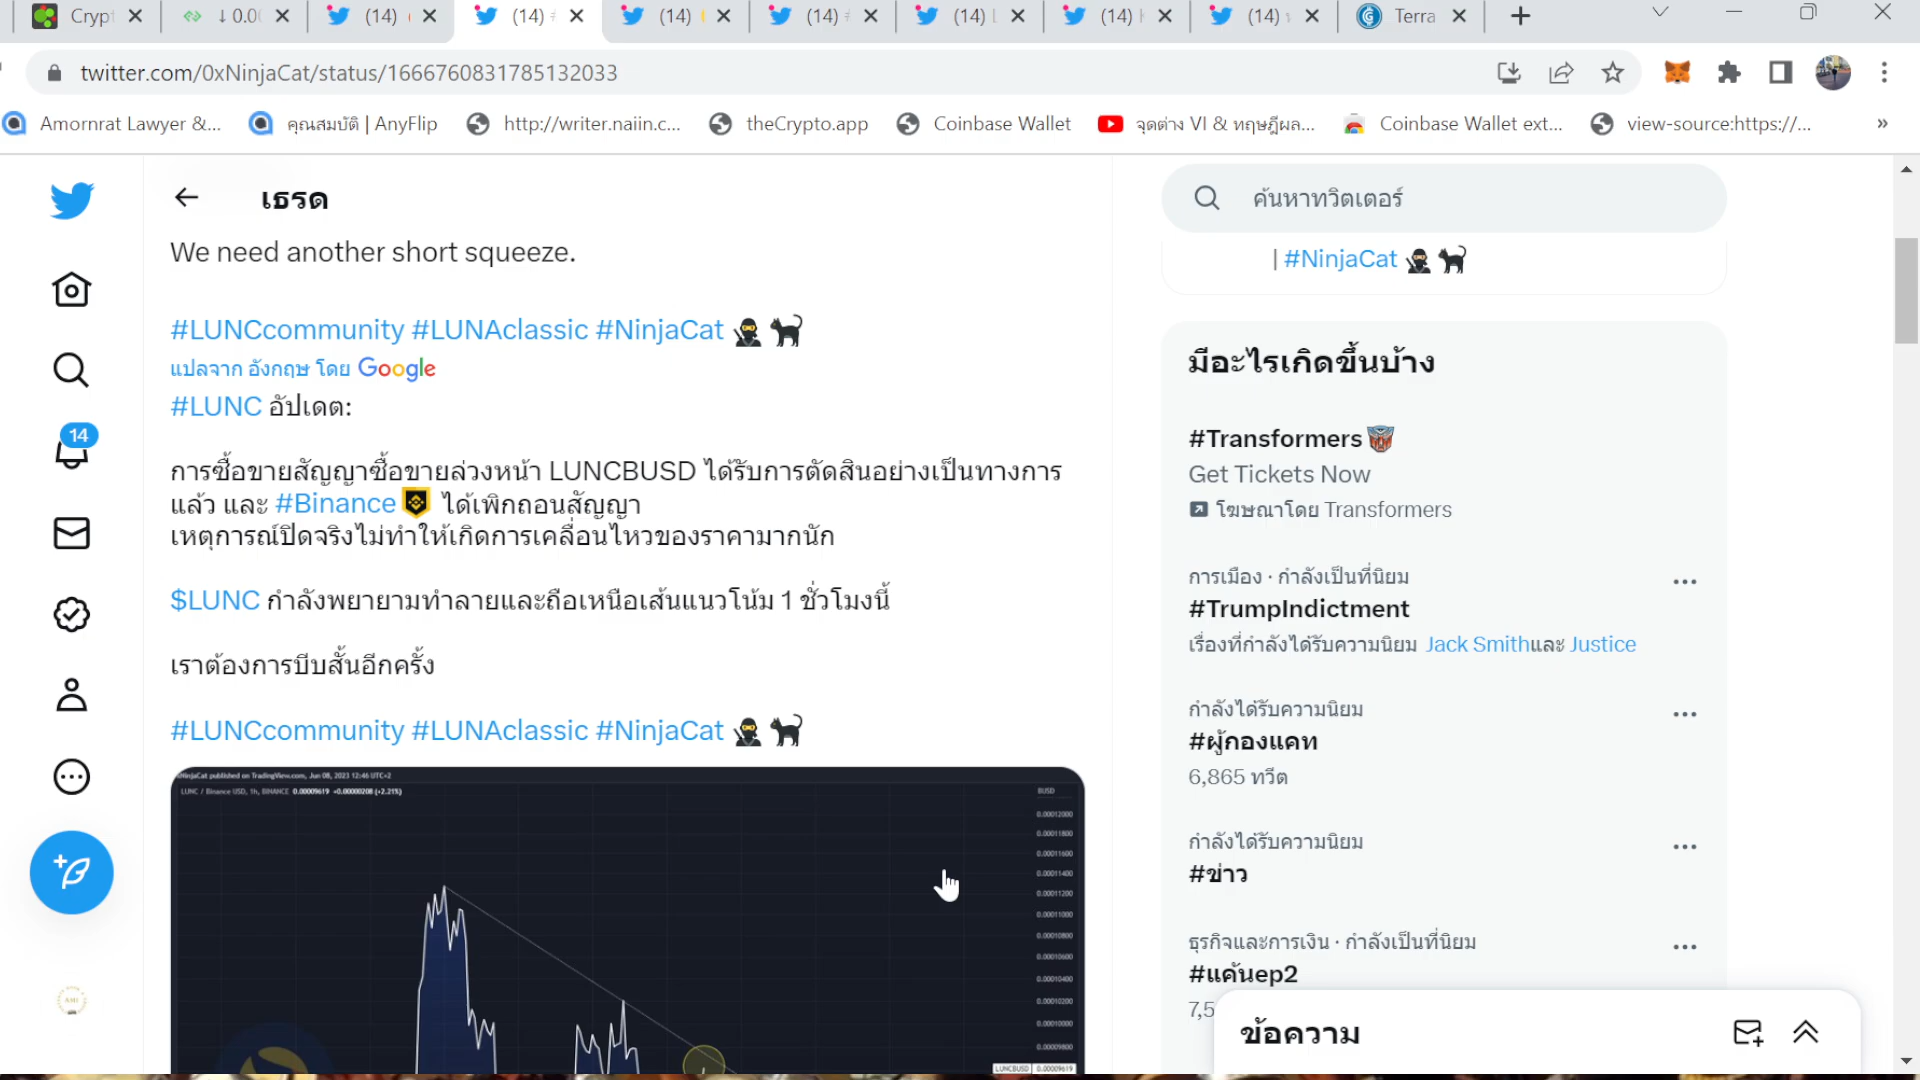 Cryp
↓ 0.0
(14)
(14) #
(14)
(14) #
(14) L
(14)
(14)
Terra
twitter.com/0xNinjaCat/status/1666760831785132033
Amornrat Lawyer &...
คุณสมบัติ | AnyFlip
http://writer.naiin.c...
theCrypto.app
Coinbase Wallet
จุดต่าง VI & ทฤษฎีผล...
Coinbase Wallet ext...
view-source:https://...
»
เธรด
We need another short squeeze.
#LUNCcommunity #LUNAclassic #NinjaCat
แปลจาก อังกฤษ โดย Google
#LUNC อัปเดต:
การซื้อขายสัญญาซื้อขายล่วงหน้า LUNCBUSD ได้รับการตัดสินอย่างเป็นทางการ
แล้ว และ #Binance ได้เพิกถอนสัญญา
เหตุการณ์ปิดจริงไม่ทำให้เกิดการเคลื่อนไหวของราคามากนัก
$LUNC กำลังพยายามทำลายและถือเหนือเส้นแนวโน้ม 1 ชั่วโมงนี้
เราต้องการบีบสั้นอีกครั้ง
#LUNCcommunity #LUNAclassic #NinjaCat
NinjaCat published on TradingView.com, Jun 08, 2023 12:46 UTC+2
LUNC / Binance USD, 1h, BINANCE 0.00009619 +0.00000208 (+2.21%)
BUSD
0.00012000
0.00011800
0.00011600
0.00011400
0.00011200
0.00011000
0.00010800
0.00010600
0.00010400
0.00010200
0.00010000
0.00009800
LUNCBUSD 0.00009619
14
ค้นหาทวิตเตอร์
| #NinjaCat
มีอะไรเกิดขึ้นบ้าง
#Transformers
Get Tickets Now
โฆษณาโดย Transformers
การเมือง · กำลังเป็นที่นิยม
#TrumpIndictment
เรื่องที่กำลังได้รับความนิยม Jack Smithและ Justice
กำลังได้รับความนิยม
#ผู้กองแคท
6,865 ทวีต
กำลังได้รับความนิยม
#ข่าว
ธุรกิจและการเงิน · กำลังเป็นที่นิยม
#แค้นep2
7,5
ข้อความ